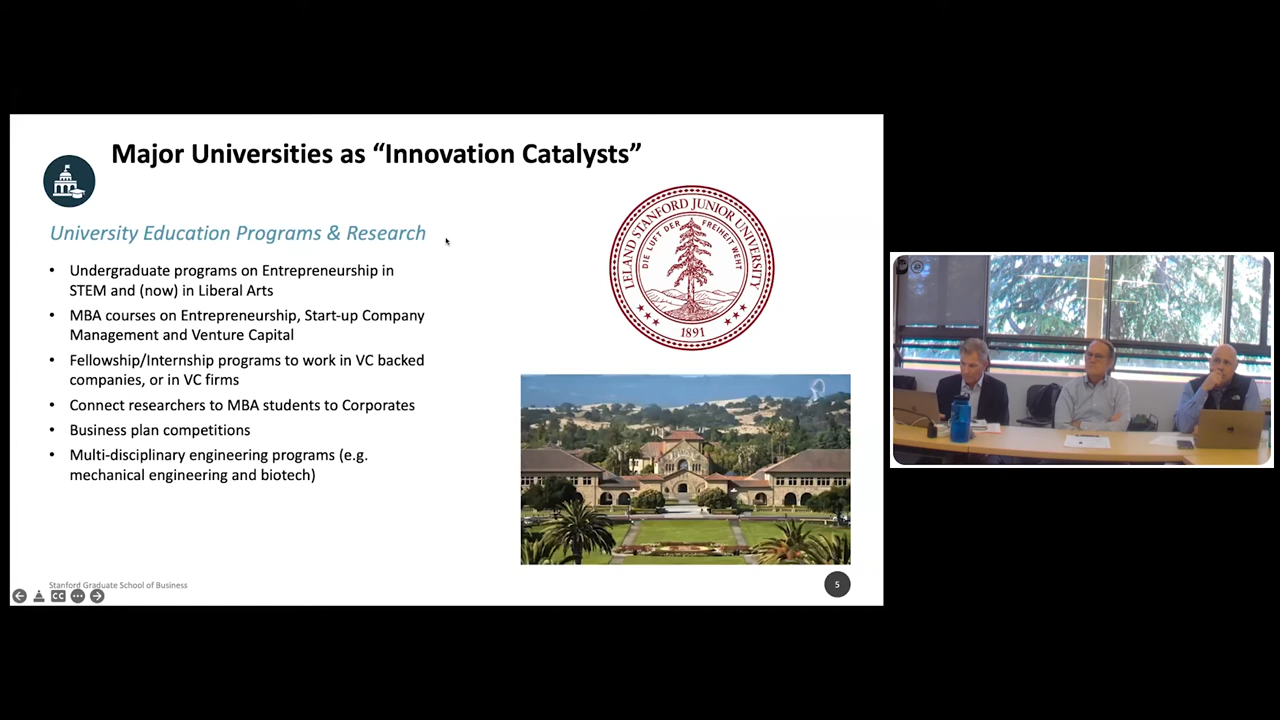 Major Universities as “Innovation Catalysts”
University Education Programs & Research
• Undergraduate programs on Entrepreneurship in
STEM and (now) in Liberal Arts
• MBA courses on Entrepreneurship, Start-up Company
Management and Venture Capital
• Fellowship/Internship programs to work in VC backed
companies, or in VC firms
• Connect researchers to MBA students to Corporates
• Business plan competitions
• Multi-disciplinary engineering programs (e.g.
mechanical engineering and biotech)
LELAND STANFORD JUNIOR UNIVERSITY
DIE LUFT DER FREIHEIT WEHT
1891
Stanford Graduate School of Business
CC
5